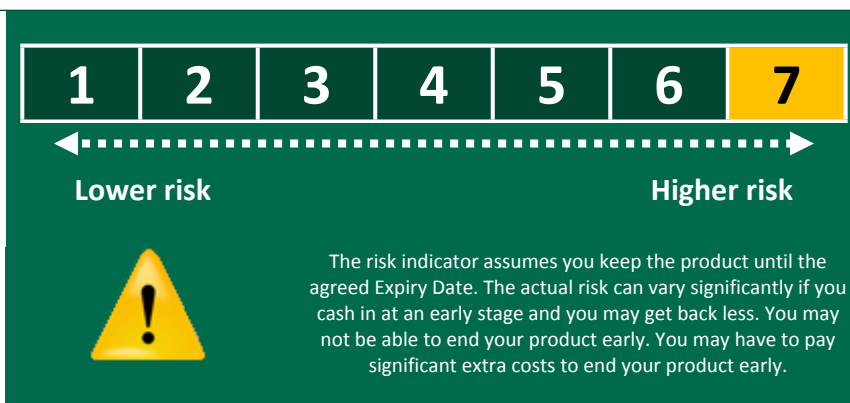 1 2 3 4 5 6 7
Lower risk Higher risk
!
The risk indicator assumes you keep the product until the
agreed Expiry Date. The actual risk can vary significantly if you
cash in at an early stage and you may get back less. You may
not be able to end your product early. You may have to pay
significant extra costs to end your product early.